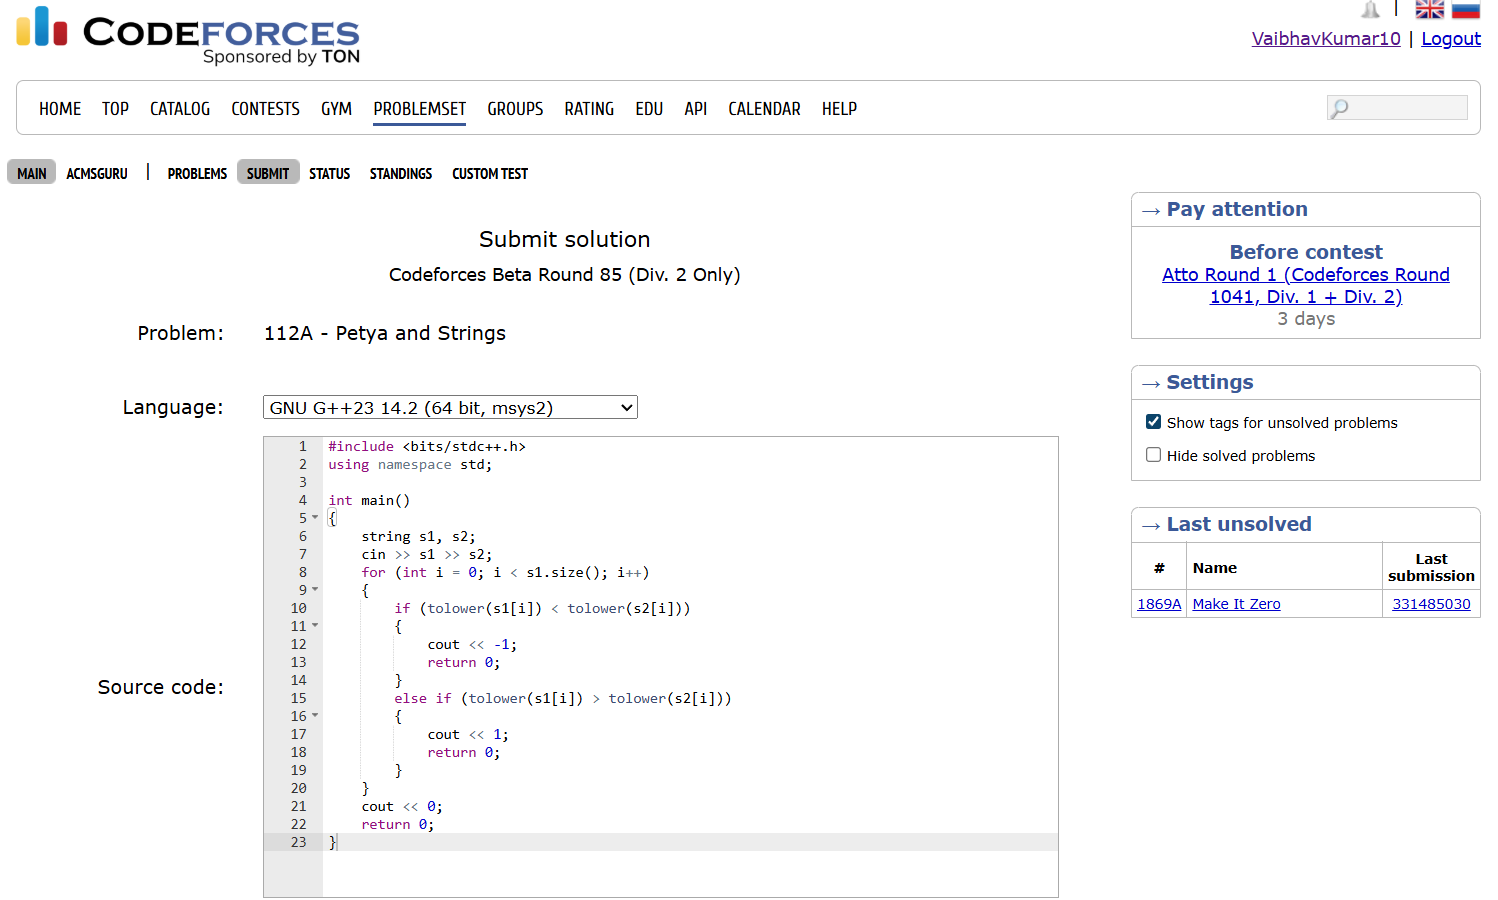 CODEFORCES
Sponsored by TON
VaibhavKumar10 | Logout
HOME TOP CATALOG CONTESTS GYM PROBLEMSET GROUPS RATING EDU API CALENDAR HELP
MAIN ACMSGURU | PROBLEMS SUBMIT STATUS STANDINGS CUSTOM TEST
Submit solution
Codeforces Beta Round 85 (Div. 2 Only)
Problem: 112A - Petya and Strings
Language: GNU G++23 14.2 (64 bit, msys2)
Source code:
1 #include <bits/stdc++.h>
2 using namespace std;
3
4 int main()
5 {
6     string s1, s2;
7     cin >> s1 >> s2;
8     for (int i = 0; i < s1.size(); i++)
9     {
10         if (tolower(s1[i]) < tolower(s2[i]))
11         {
12             cout << -1;
13             return 0;
14         }
15         else if (tolower(s1[i]) > tolower(s2[i]))
16         {
17             cout << 1;
18             return 0;
19         }
20     }
21     cout << 0;
22     return 0;
23 }
→ Pay attention
Before contest
Atto Round 1 (Codeforces Round
1041, Div. 1 + Div. 2)
3 days
→ Settings
Show tags for unsolved problems
Hide solved problems
→ Last unsolved
# Name Last
submission
1869A Make It Zero 331485030